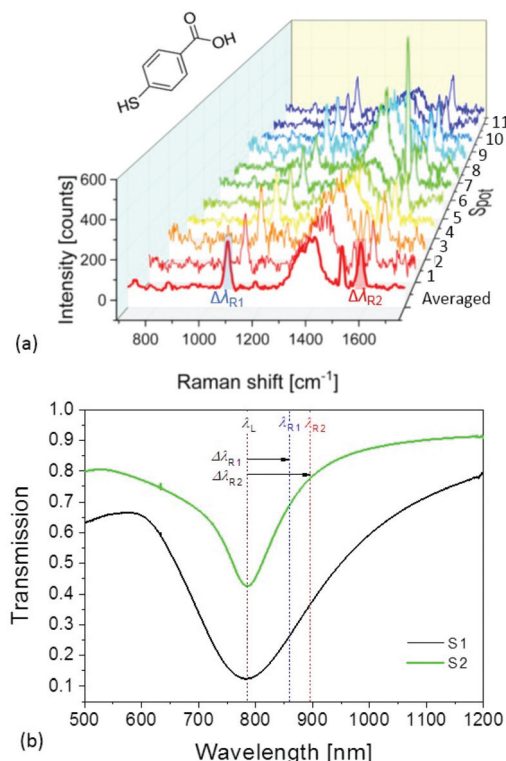 O
OH
HS
600
400
200
0
Intensity [counts]
800 1000 1200 1400 1600
ΔλR1
ΔλR2
Averaged
1
2
3
4
5
6
7
8
9
10
11
Spot
(a)
Raman shift [cm-1]
1.0
0.9
0.8
0.7
0.6
0.5
0.4
0.3
0.2
0.1
Transmission
λL
λR1
λR2
ΔλR1
ΔλR2
S1
S2
500 600 700 800 900 1000 1100 1200
(b)
Wavelength [nm]